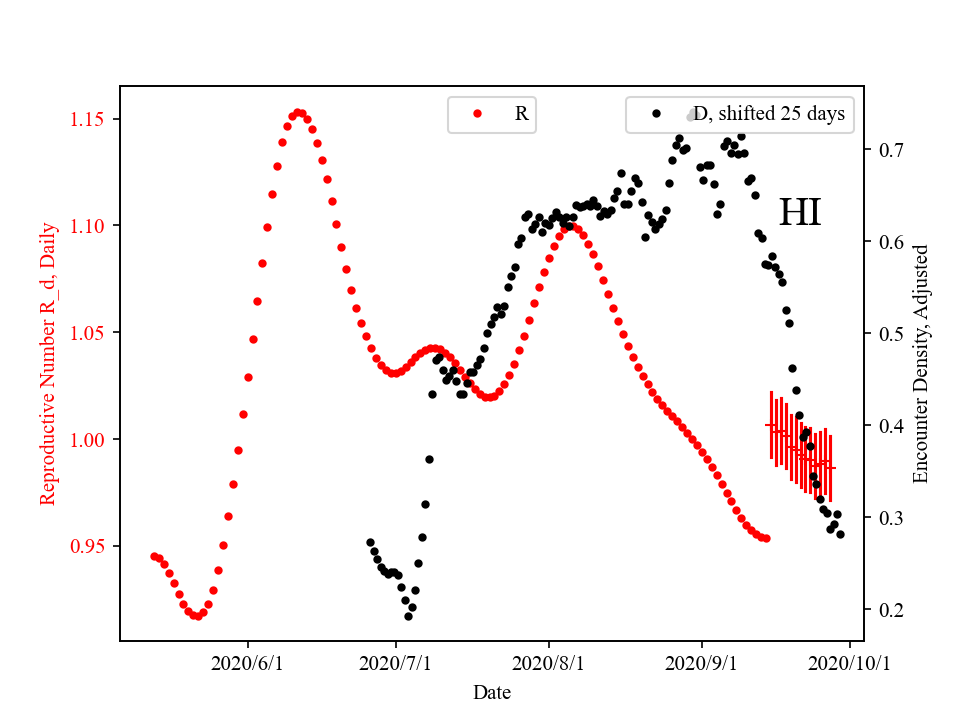 R
D, shifted 25 days
HI
1.15
1.10
1.05
1.00
0.95
Reproductive Number R_d, Daily
0.7
0.6
0.5
0.4
0.3
0.2
Encounter Density, Adjusted
2020/6/1
2020/7/1
2020/8/1
2020/9/1
2020/10/1
Date